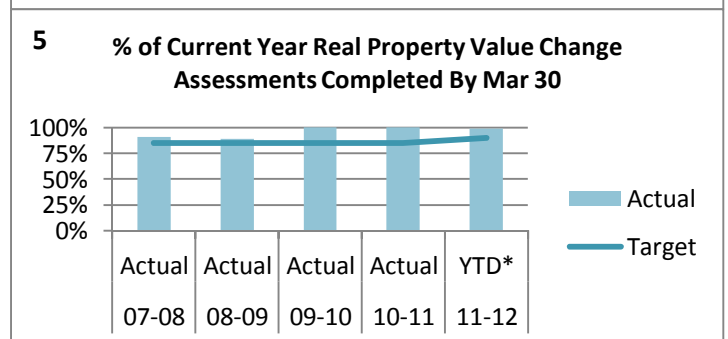 5
% of Current Year Real Property Value Change
Assessments Completed By Mar 30
100%
75%
50%
25%
0%
Actual
Target
Actual Actual Actual Actual YTD*
07-08 08-09 09-10 10-11 11-12